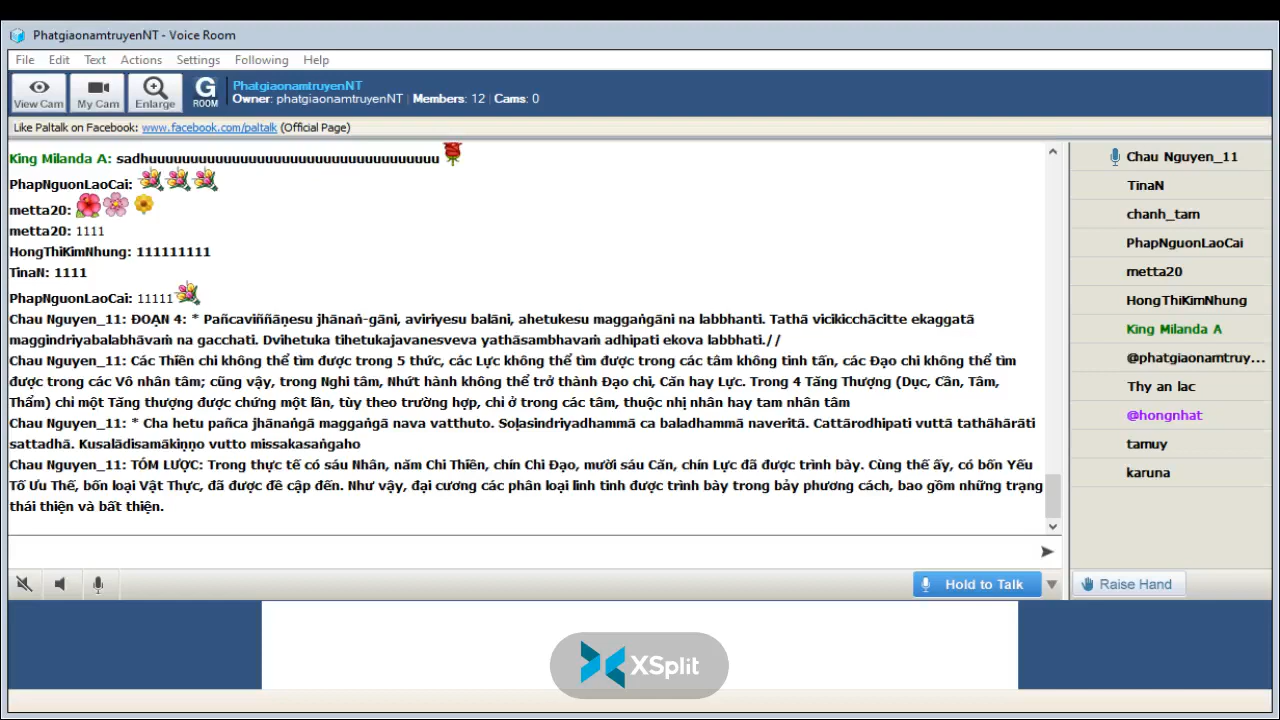 PhatgiaonamtruyenNT - Voice Room
File Edit Text Actions Settings Following Help
View Cam My Cam Enlarge G ROOM
PhatgiaonamtruyenNT
Owner: phatgiaonamtruyenNT | Members: 12 | Cams: 0
Like Paltalk on Facebook: www.facebook.com/paltalk (Official Page)
King Milanda A: sadhuuuuuuuuuuuuuuuuuuuuuuuuuuuuuuuuuuu
PhapNguonLaoCai:
metta20:
metta20: 1111
HongThiKimNhung: 111111111
TinaN: 1111
PhapNguonLaoCai: 11111
Chau Nguyen_11: ĐOẠN 4: * Pañcaviññāṇesu jhānaṅ-gāni, aviriyesu balāni, ahetukesu maggaṅgāni na labbhanti. Tathā vicikicchācitte ekaggatā
maggindriyabalabhāvaṁ na gacchati. Dvihetuka tihetukajavanesveva yathāsambhavaṁ adhipati ekova labbhati.//
Chau Nguyen_11: Các Thiền chi không thể tìm được trong 5 thức, các Lực không thể tìm được trong các tâm không tinh tấn, các Đạo chi không thể tìm
được trong các Vô nhân tâm; cũng vậy, trong Nghi tâm, Nhứt hành không thể trở thành Đạo chi, Căn hay Lực. Trong 4 Tăng Thượng (Dục, Cần, Tâm,
Thẩm) chỉ một Tăng thượng được chứng một lần, tùy theo trường hợp, chỉ ở trong các tâm, thuộc nhị nhân hay tam nhân tâm
Chau Nguyen_11: * Cha hetu pañca jhānaṅgā maggaṅgā nava vatthuto. Soḷasindriyadhammā ca baladhammā naveritā. Cattārodhipati vuttā tathāhārāti
sattadhā. Kusalādisamākiṇṇo vutto missakasaṅgaho
Chau Nguyen_11: TÓM LƯỢC: Trong thực tế có sáu Nhân, năm Chi Thiền, chín Chi Đạo, mười sáu Căn, chín Lực đã được trình bày. Cùng thế ấy, có bốn Yếu
Tố Ưu Thế, bốn loại Vật Thực, đã được đề cập đến. Như vậy, đại cương các phân loại linh tinh được trình bày trong bảy phương cách, bao gồm những trạng
thái thiện và bất thiện.
Chau Nguyen_11
TinaN
chanh_tam
PhapNguonLaoCai
metta20
HongThiKimNhung
King Milanda A
@phatgiaonamtruy...
Thy an lac
@hongnhat
tamuy
karuna
Hold to Talk
Raise Hand
XSplit